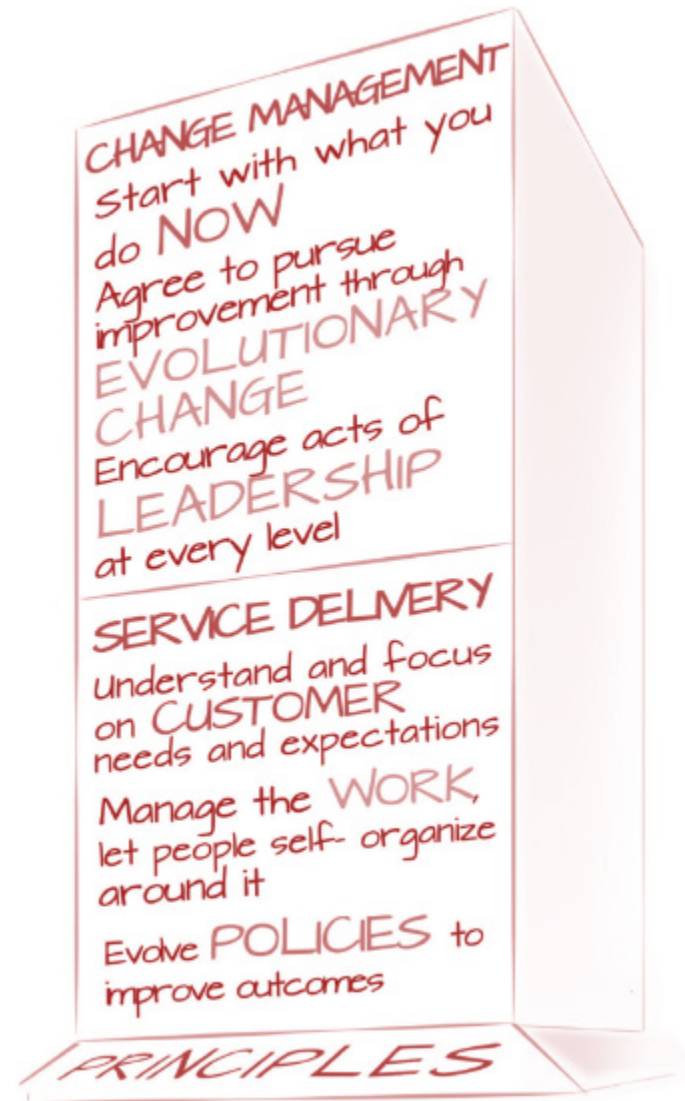 CHANGE MANAGEMENT
Start with what you
do NOW
Agree to pursue
improvement through
EVOLUTIONARY
CHANGE
Encourage acts of
LEADERSHIP
at every level
SERVICE DELIVERY
Understand and focus
on CUSTOMER
needs and expectations
Manage the WORK,
let people self- organize
around it
Evolve POLICIES to
improve outcomes
PRINCIPLES